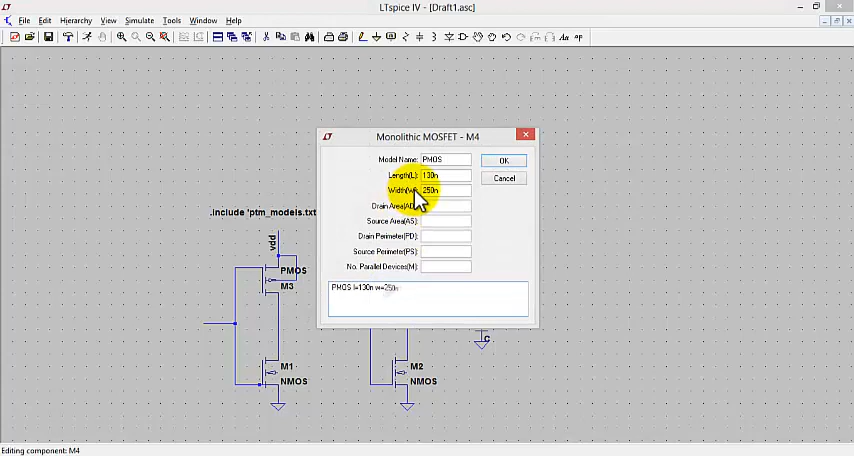 LTspice IV - [Draft1.asc]
File Edit Hierarchy View Simulate Tools Window Help
Monolithic MOSFET - M4
Model Name: PMOS OK
Length(L): 130n
Cancel
Width(W): 250n
Drain Area(AD):
Source Area(AS):
Drain Perimeter(PD):
Source Perimeter(PS):
No. Parallel Devices(M):
PMOS l=130n w=250n
.include 'ptm_models.txt
vdd
PMOS
M3
C
M1
NMOS
M2
NMOS
Editing component: M4